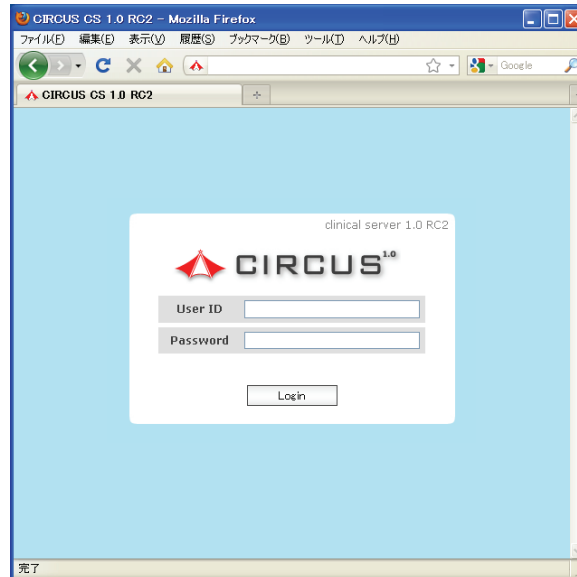 CIRCUS CS 1.0 RC2 - Mozilla Firefox
ファイル(F) 編集(E) 表示(V) 履歴(S) ブックマーク(B) ツール(T) ヘルプ(H)
Google
CIRCUS CS 1.0 RC2
clinical server 1.0 RC2
CIRCUS 1.0
User ID
Password
Login
完了